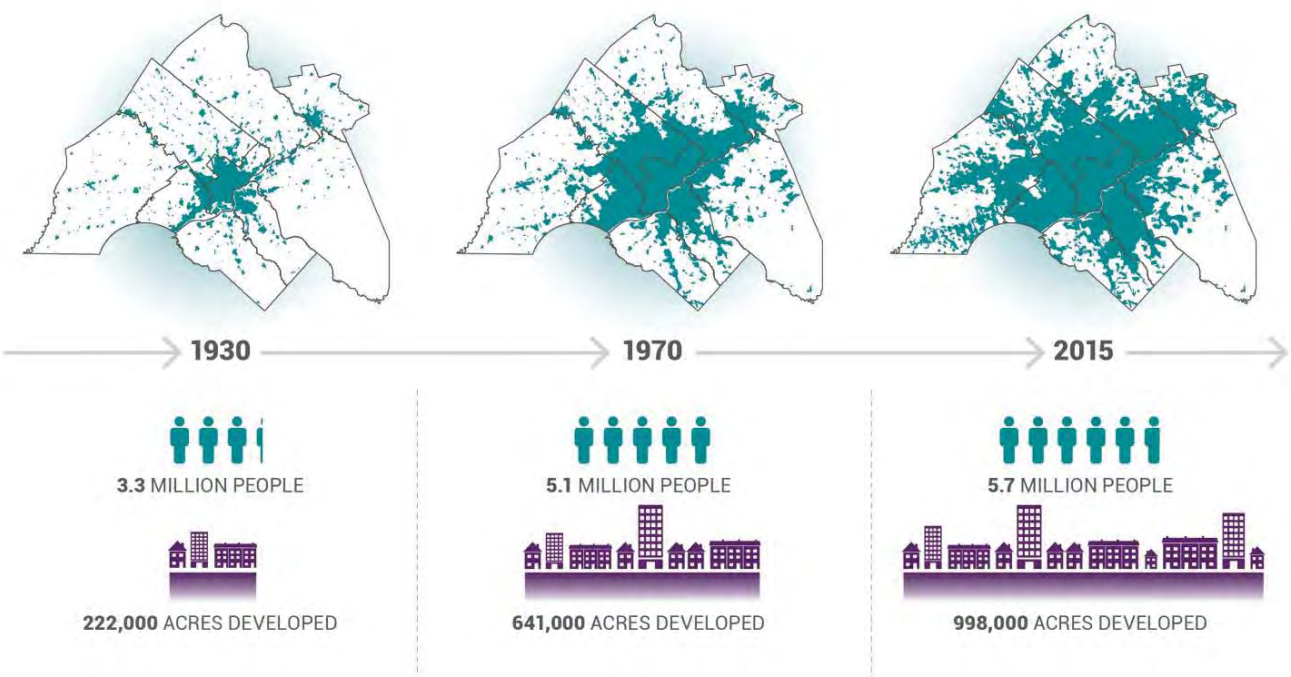 1930
1970
2015
3.3 MILLION PEOPLE
5.1 MILLION PEOPLE
5.7 MILLION PEOPLE
222,000 ACRES DEVELOPED
641,000 ACRES DEVELOPED
998,000 ACRES DEVELOPED